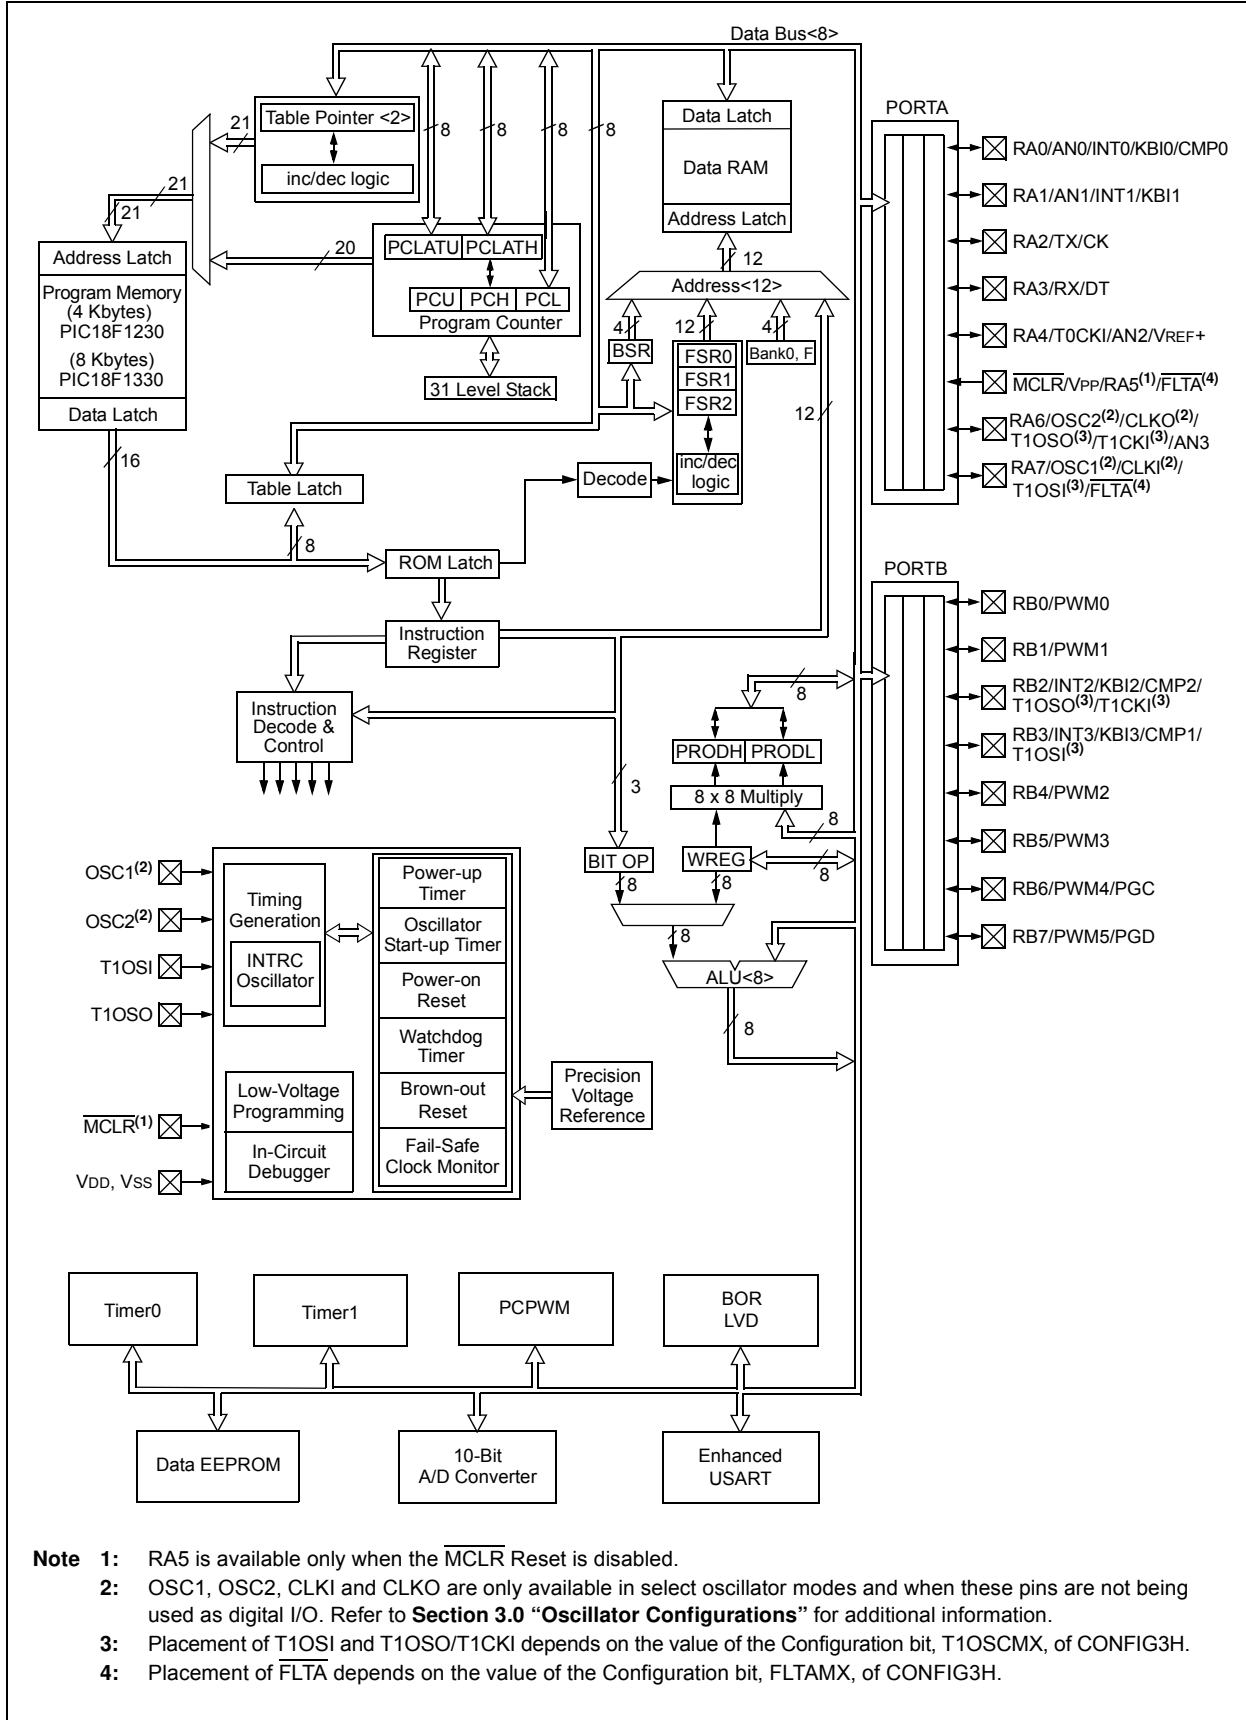 Data Bus<8>
Table Pointer <2>
inc/dec logic
21
8
8
8
8
Data Latch
Data RAM
Address Latch
12
Address<12>
21
21
20
Address Latch
Program Memory
(4 Kbytes)
PIC18F1230
(8 Kbytes)
PIC18F1330
Data Latch
16
PCLATU
PCLATH
PCU
PCH
PCL
Program Counter
31 Level Stack
4
12
4
BSR
FSR0
FSR1
FSR2
Bank0, F
inc/dec
logic
12
Table Latch
Decode
8
ROM Latch
Instruction
Register
Instruction
Decode &
Control
8
PRODH
PRODL
8 x 8 Multiply
3
8
BIT OP
WREG
8
8
8
8
ALU<8>
8
PORTA
RA0/AN0/INT0/KBI0/CMP0
RA1/AN1/INT1/KBI1
RA2/TX/CK
RA3/RX/DT
RA4/T0CKI/AN2/VREF+
MCLR/VPP/RA5(1)/FLTA(4)
RA6/OSC2(2)/CLKO(2)/
T1OSO(3)/T1CKI(3)/AN3
RA7/OSC1(2)/CLKI(2)/
T1OSI(3)/FLTA(4)
PORTB
RB0/PWM0
RB1/PWM1
RB2/INT2/KBI2/CMP2/
T1OSO(3)/T1CKI(3)
RB3/INT3/KBI3/CMP1/
T1OSI(3)
RB4/PWM2
RB5/PWM3
RB6/PWM4/PGC
RB7/PWM5/PGD
OSC1(2)
OSC2(2)
T1OSI
T1OSO
MCLR(1)
VDD, VSS
Timing
Generation
INTRC
Oscillator
Low-Voltage
Programming
In-Circuit
Debugger
Power-up
Timer
Oscillator
Start-up Timer
Power-on
Reset
Watchdog
Timer
Brown-out
Reset
Fail-Safe
Clock Monitor
Precision
Voltage
Reference
Timer0
Timer1
PCPWM
BOR
LVD
Data EEPROM
10-Bit
A/D Converter
Enhanced
USART
Note 1: RA5 is available only when the MCLR Reset is disabled.
2: OSC1, OSC2, CLKI and CLKO are only available in select oscillator modes and when these pins are not being
used as digital I/O. Refer to Section 3.0 “Oscillator Configurations” for additional information.
3: Placement of T1OSI and T1OSO/T1CKI depends on the value of the Configuration bit, T1OSCMX, of CONFIG3H.
4: Placement of FLTA depends on the value of the Configuration bit, FLTAMX, of CONFIG3H.